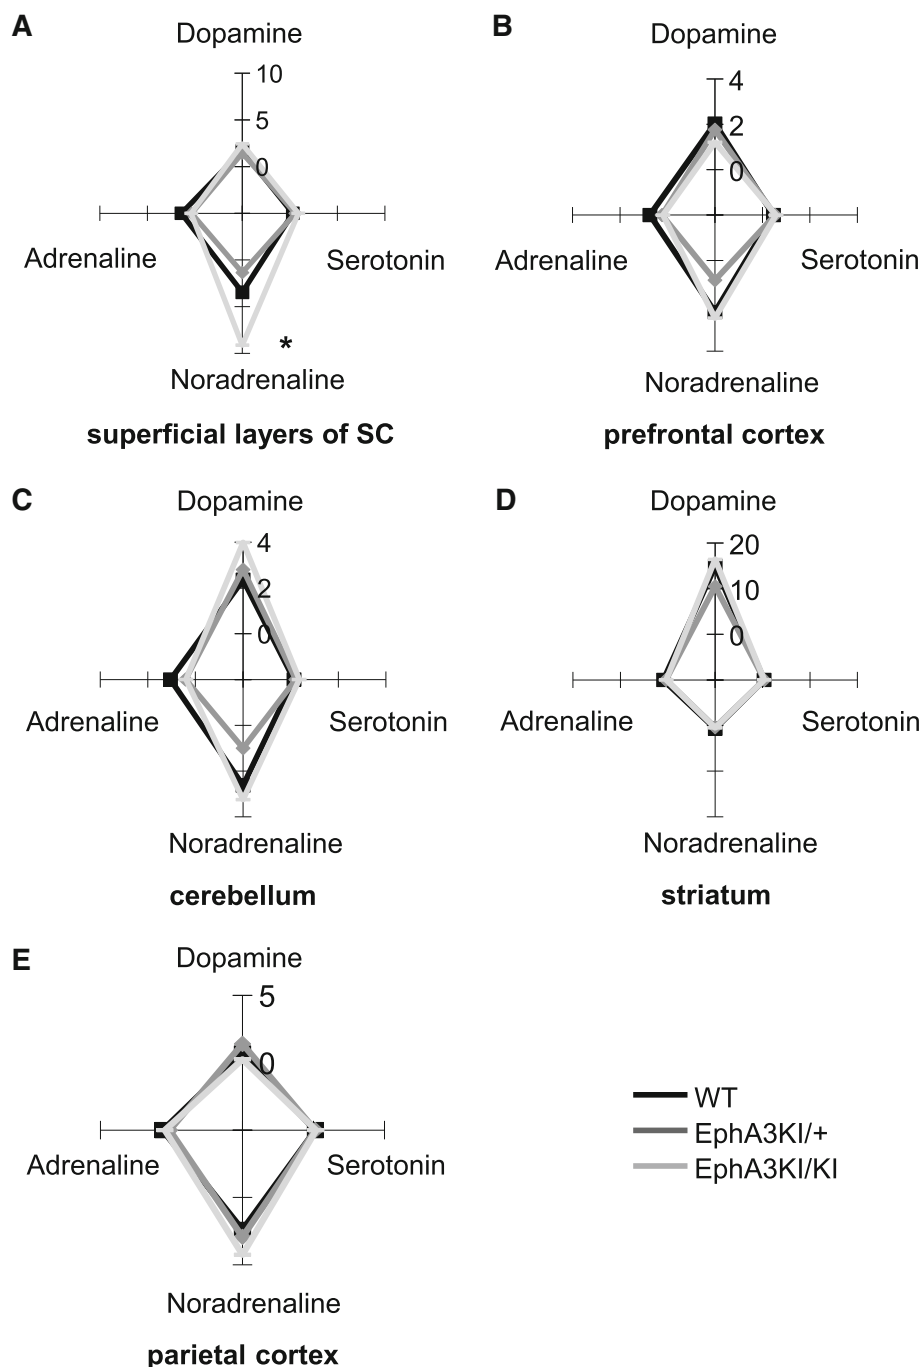 A
Dopamine
10
5
0
Adrenaline
Serotonin
*
Noradrenaline
superficial layers of SC
B
Dopamine
4
2
0
Adrenaline
Serotonin
Noradrenaline
prefrontal cortex
C
Dopamine
4
2
0
Adrenaline
Serotonin
Noradrenaline
cerebellum
D
Dopamine
20
10
0
Adrenaline
Serotonin
Noradrenaline
striatum
E
Dopamine
5
0
Adrenaline
Serotonin
Noradrenaline
parietal cortex
WT
EphA3KI/+
EphA3KI/KI